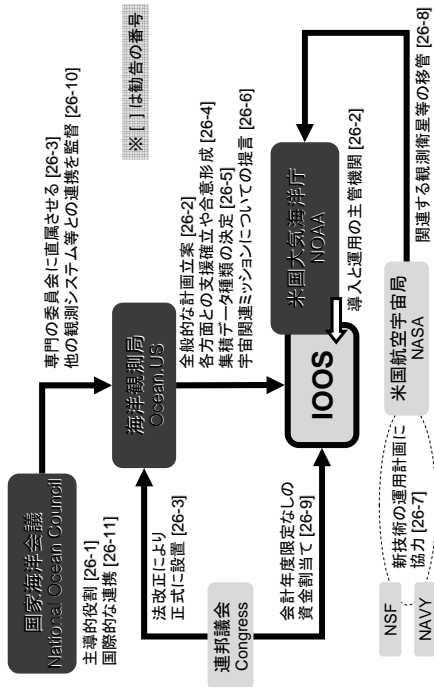 ※ [ ] は勧告の番号
国家海洋会議
National Ocean Council
主導的役割 [26-1]
国際的な連携 [26-11]
専門の委員会に直属させる [26-3]
他の観測システム等との連携を監督 [26-10]
海洋観測局
Ocean.US
法改正により
正式に設置 [26-3]
全般的な計画立案 [26-2]
各方面との支援確立や合意形成 [26-4]
集積データ種類の決定 [26-5]
宇宙関連ミッションについての提言 [26-6]
連邦議会
Congress
会計年度限定なしの
資金割当て [26-9]
IOOS
米国大気海洋庁
NOAA
導入と運用の主管機関 [26-2]
NSF
NAVY
新技術の運用計画に
協力 [26-7]
米国航空宇宙局
NASA
関連する観測衛星等の移管 [26-8]